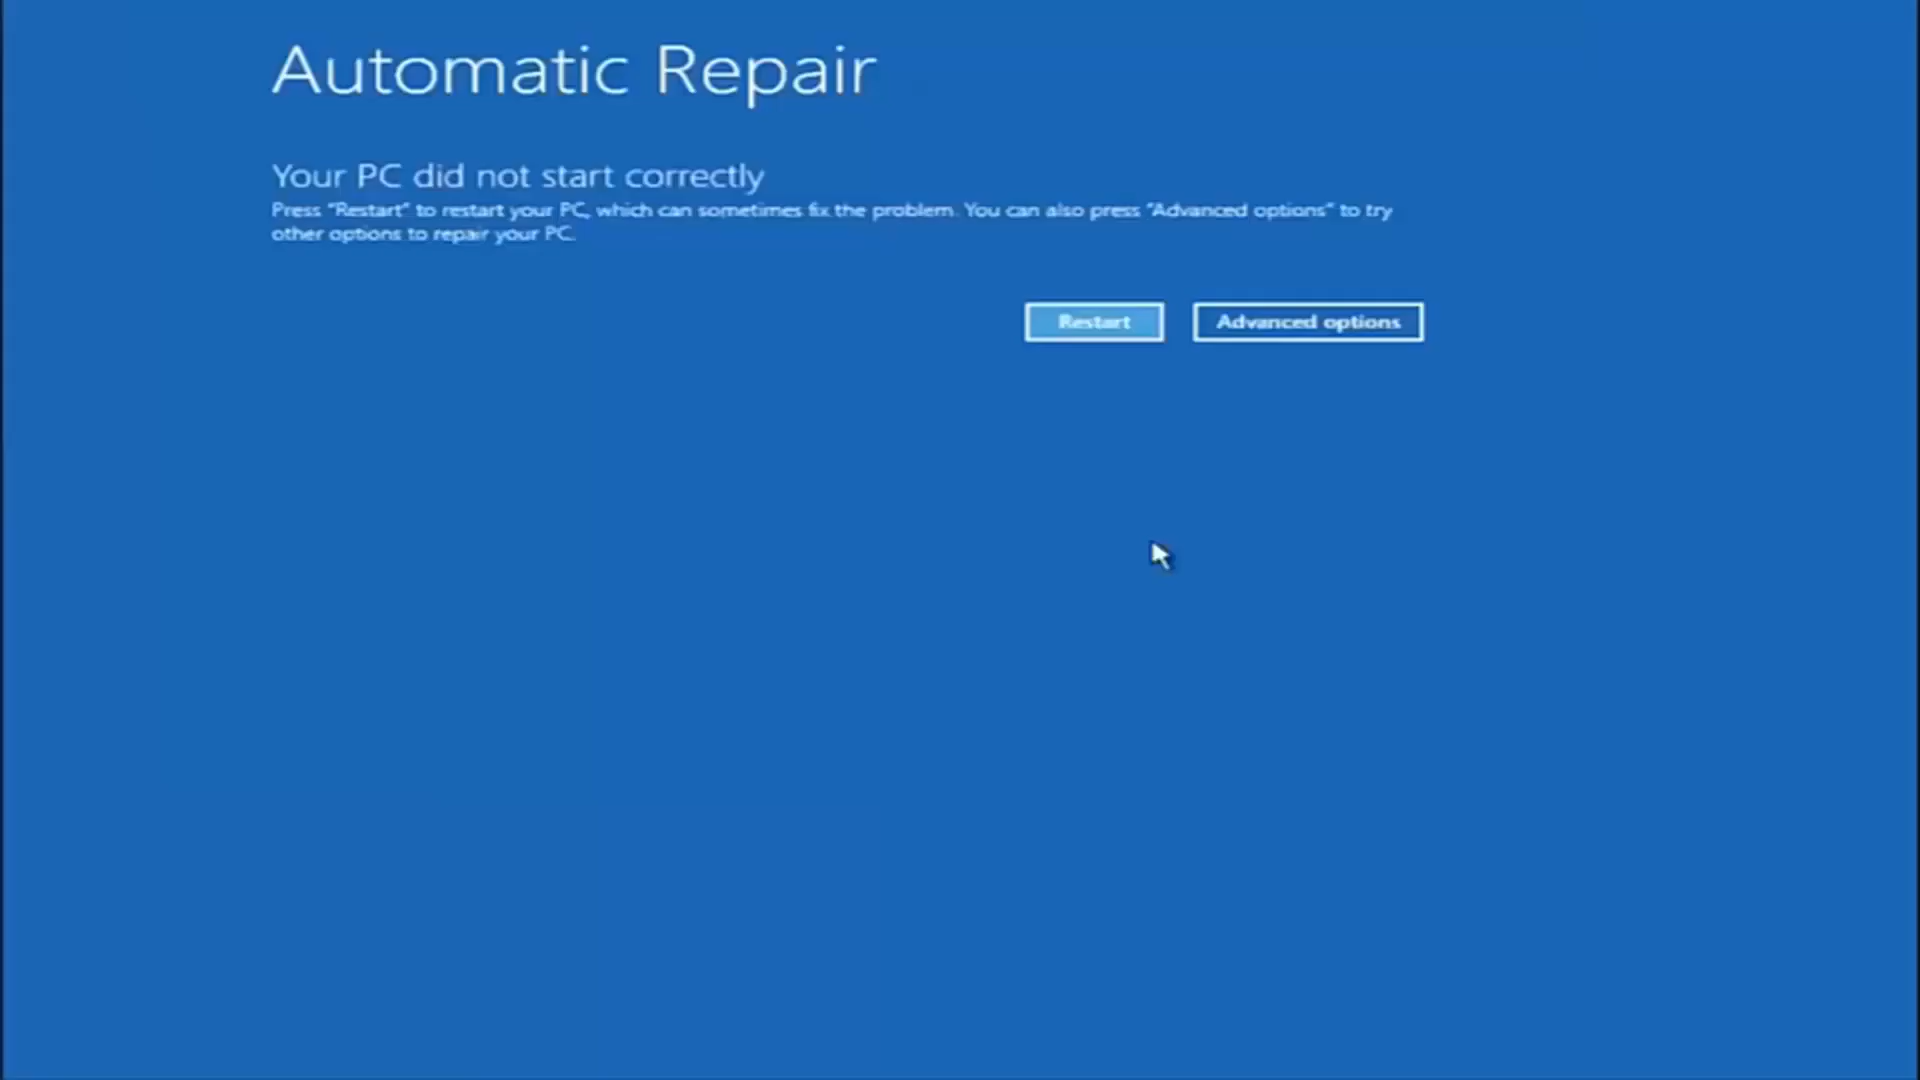 Automatic Repair
Your PC did not start correctly
Press "Restart" to restart your PC, which can sometimes fix the problem. You can also press "Advanced options" to try
other options to repair your PC.
Restart
Advanced options